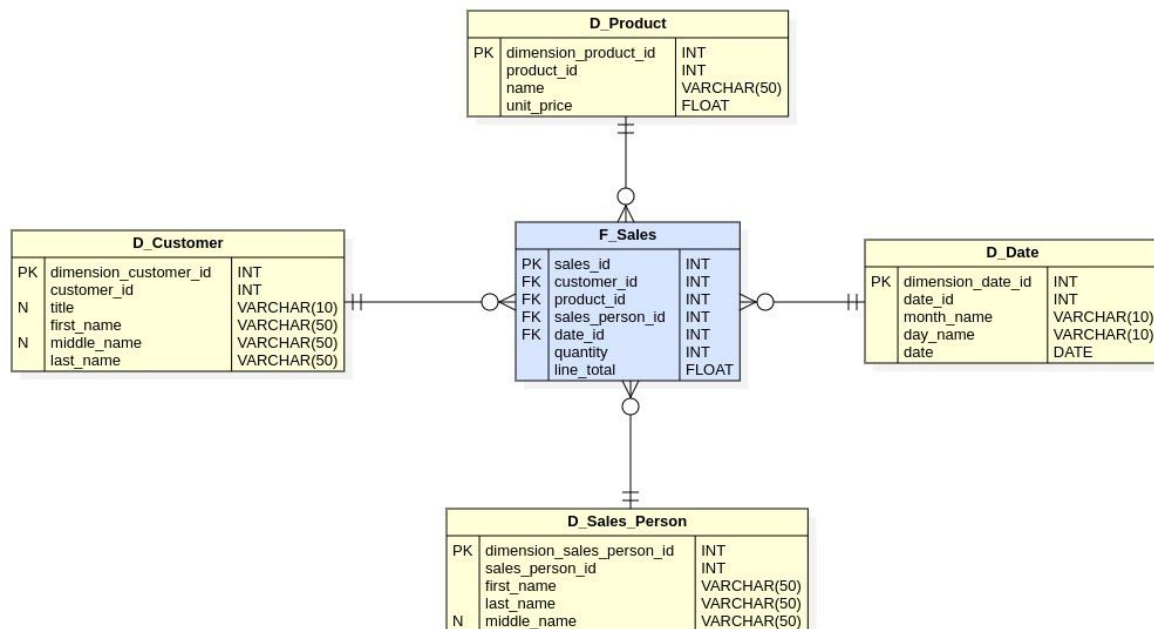 D_Product
PK dimension_product_id INT
product_id INT
name VARCHAR(50)
unit_price FLOAT
D_Customer
PK dimension_customer_id INT
customer_id INT
N title VARCHAR(10)
first_name VARCHAR(50)
N middle_name VARCHAR(50)
last_name VARCHAR(50)
F_Sales
PK sales_id INT
FK customer_id INT
FK product_id INT
FK sales_person_id INT
FK date_id INT
quantity INT
line_total FLOAT
D_Date
PK dimension_date_id INT
date_id INT
month_name VARCHAR(10)
day_name VARCHAR(10)
date DATE
D_Sales_Person
PK dimension_sales_person_id INT
sales_person_id INT
first_name VARCHAR(50)
last_name VARCHAR(50)
N middle_name VARCHAR(50)